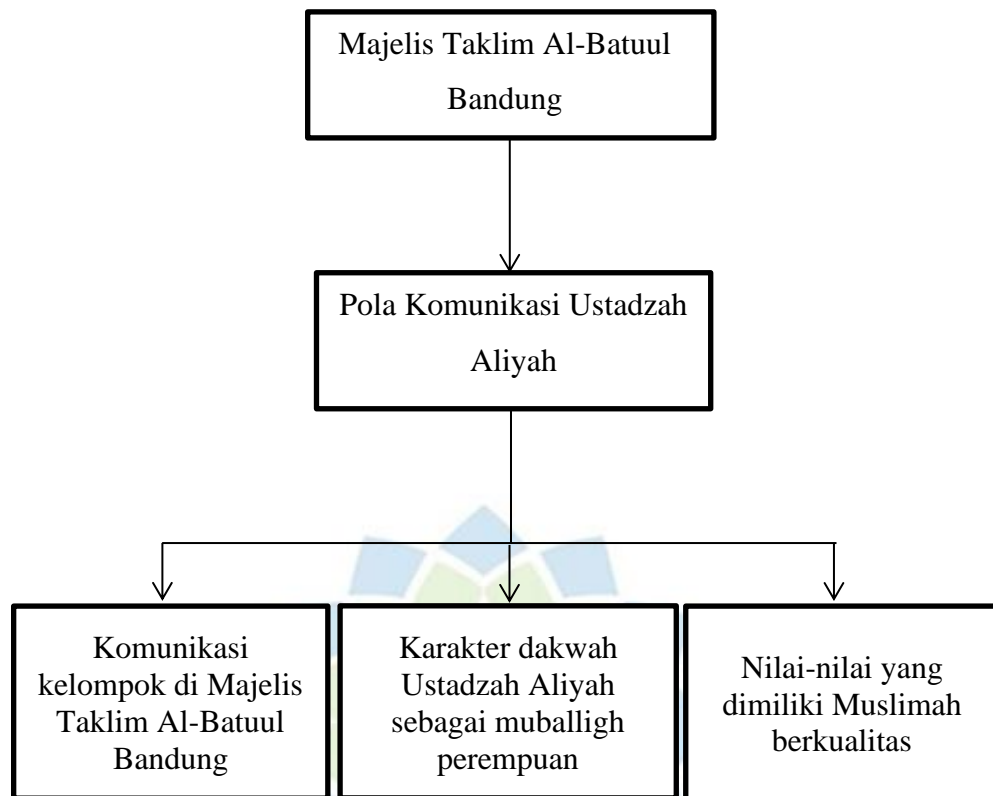 Majelis Taklim Al-Batuul
Bandung
Pola Komunikasi Ustadzah
Aliyah
Komunikasi
kelompok di Majelis
Taklim Al-Batuul
Bandung
Karakter dakwah
Ustadzah Aliyah
sebagai muballigh
perempuan
Nilai-nilai yang
dimiliki Muslimah
berkualitas